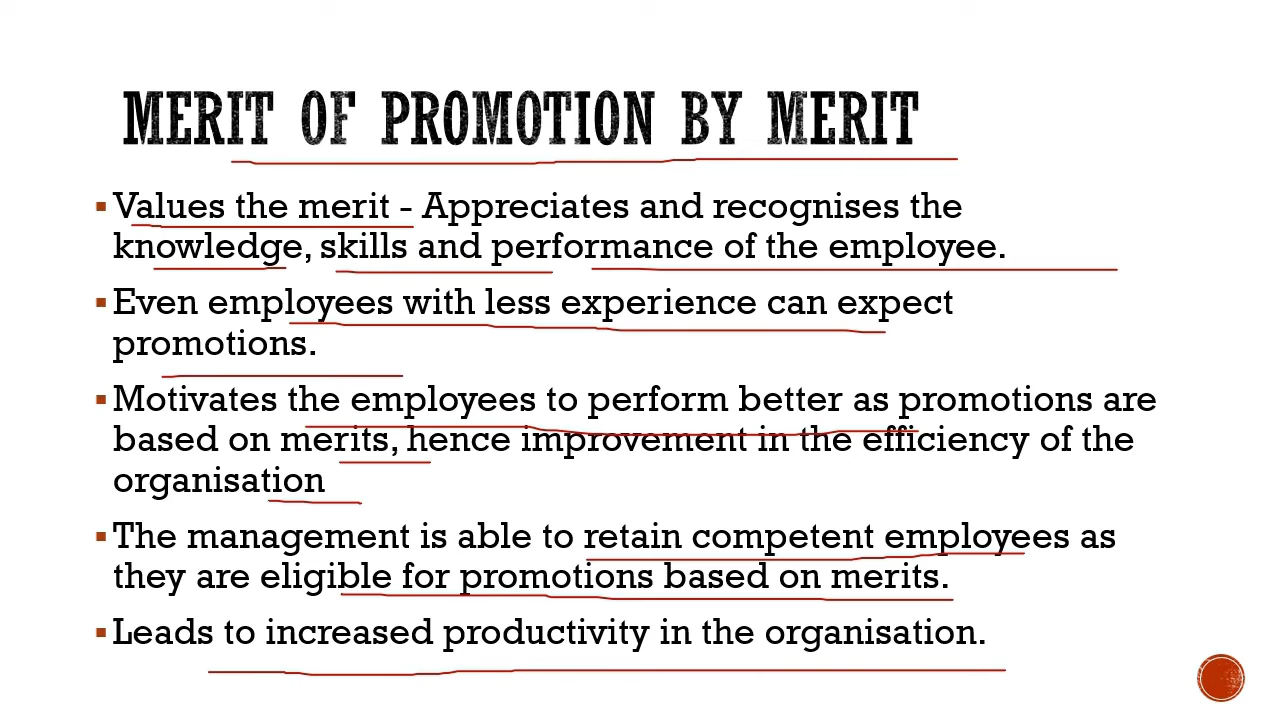 MERIT OF PROMOTION BY MERIT
▪Values the merit - Appreciates and recognises the
knowledge, skills and performance of the employee.
▪Even employees with less experience can expect
promotions.
▪Motivates the employees to perform better as promotions are
based on merits, hence improvement in the efficiency of the
organisation
▪The management is able to retain competent employees as
they are eligible for promotions based on merits.
▪Leads to increased productivity in the organisation.